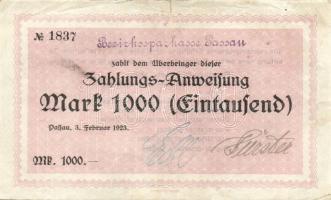 № 1837
Bezirkssparkasse Passau
zahlt dem Überbringer dieser
Zahlungs-Anweisung
Mark 1000 (Eintausend)
Passau, 3. Februar 1923.
Mk. 1000.—